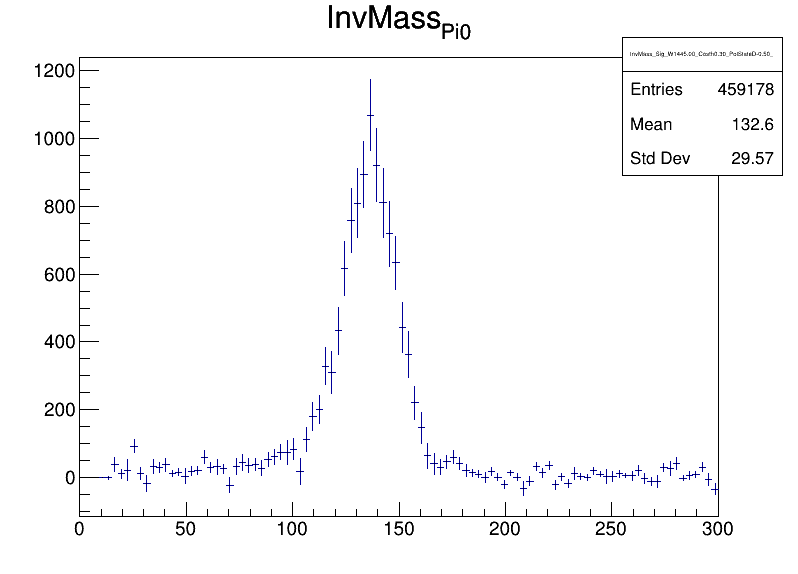 InvMass_Pi0
InvMass_Sig_W1445.00_Costh0.30_PolStateD-0.50_
Entries 459178
Mean 132.6
Std Dev 29.57
1200
1000
800
600
400
200
0
0 50 100 150 200 250 300